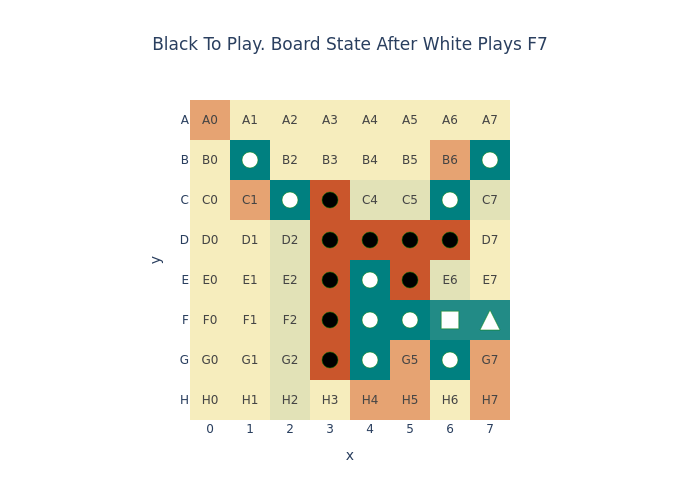 Black To Play. Board State After White Plays F7
A A0 A1 A2 A3 A4 A5 A6 A7
B B0 B2 B3 B4 B5 B6
C C0 C1 C4 C5 C7
D D0 D1 D2 D7
E E0 E1 E2 E6 E7
F F0 F1 F2
G G0 G1 G2 G5 G7
H H0 H1 H2 H3 H4 H5 H6 H7
0 1 2 3 4 5 6 7
x
y